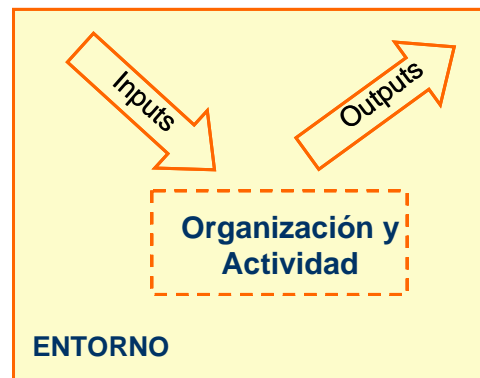 Inputs
Outputs
Organización y
Actividad
ENTORNO